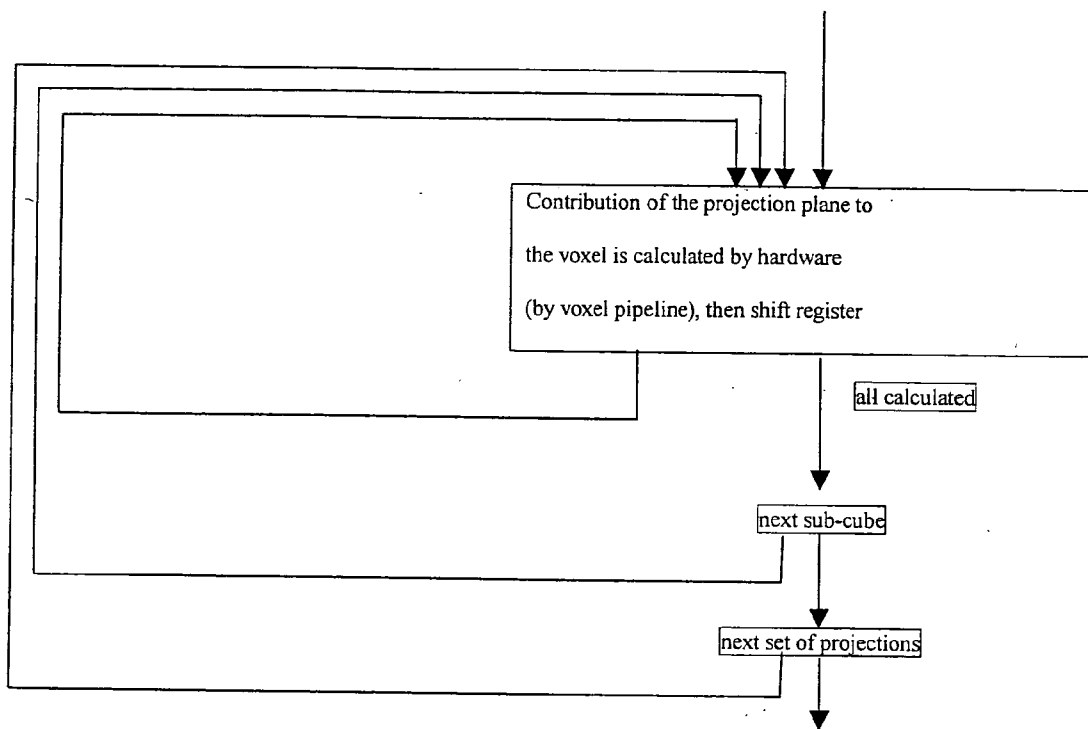 Contribution of the projection plane to
the voxel is calculated by hardware
(by voxel pipeline), then shift register
all calculated
next sub-cube
next set of projections